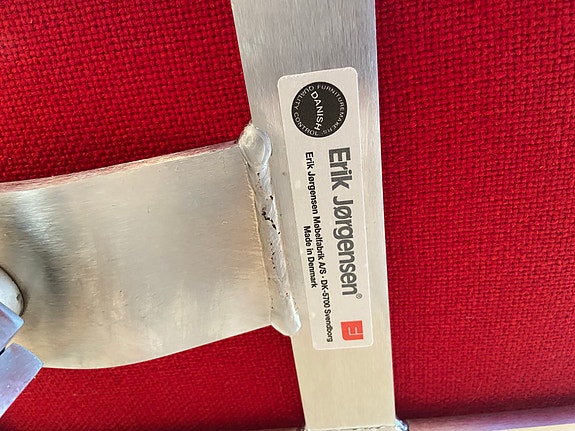 DANISH
FURNITUREMAKERS'
QUALITY CONTROL
Erik Jørgensen®
Erik Jørgensen Møbelfabrik A/S · DK-5700 Svendborg
Made in Denmark